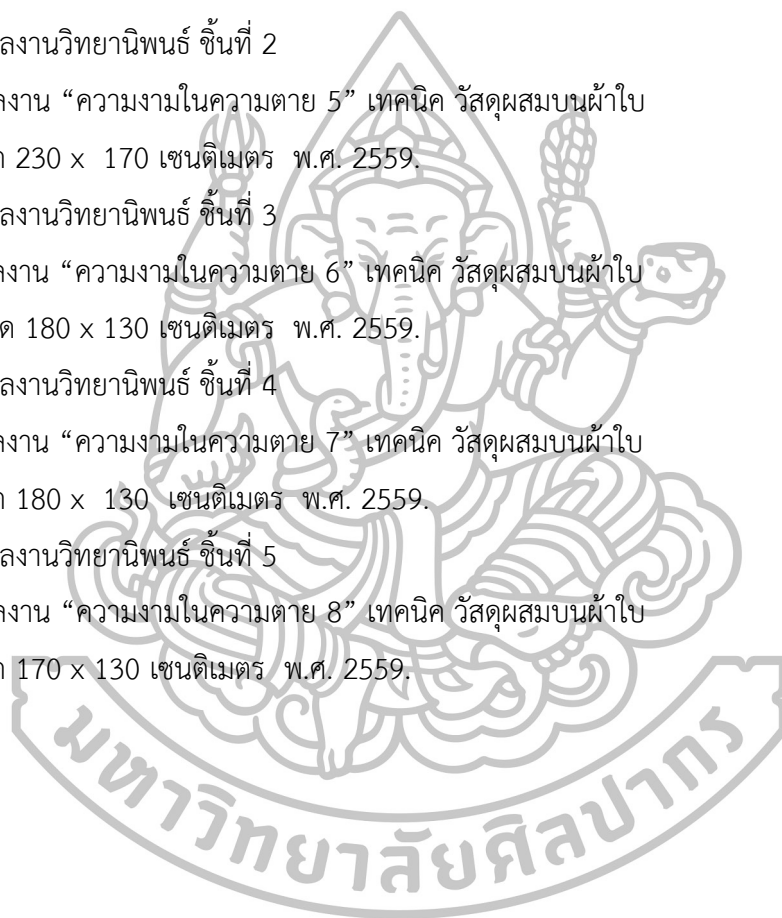 ลงานวิทยานิพนธ์ ชิ้นที่ 2
งาน “ความงามในความตาย 5” เทคนิค วัสดุผสมบนผ้าใบ
230 x 170 เซนติเมตร พ.ศ. 2559.
ลงานวิทยานิพนธ์ ชิ้นที่ 3
งาน “ความงามในความตาย 6” เทคนิค วัสดุผสมบนผ้าใบ
ด 180 x 130 เซนติเมตร พ.ศ. 2559.
ลงานวิทยานิพนธ์ ชิ้นที่ 4
งาน “ความงามในความตาย 7” เทคนิค วัสดุผสมบนผ้าใบ
180 x 130 เซนติเมตร พ.ศ. 2559.
ลงานวิทยานิพนธ์ ชิ้นที่ 5
งาน “ความงามในความตาย 8” เทคนิค วัสดุผสมบนผ้าใบ
170 x 130 เซนติเมตร พ.ศ. 2559.
มหาวิทยาลัยศิลปากร